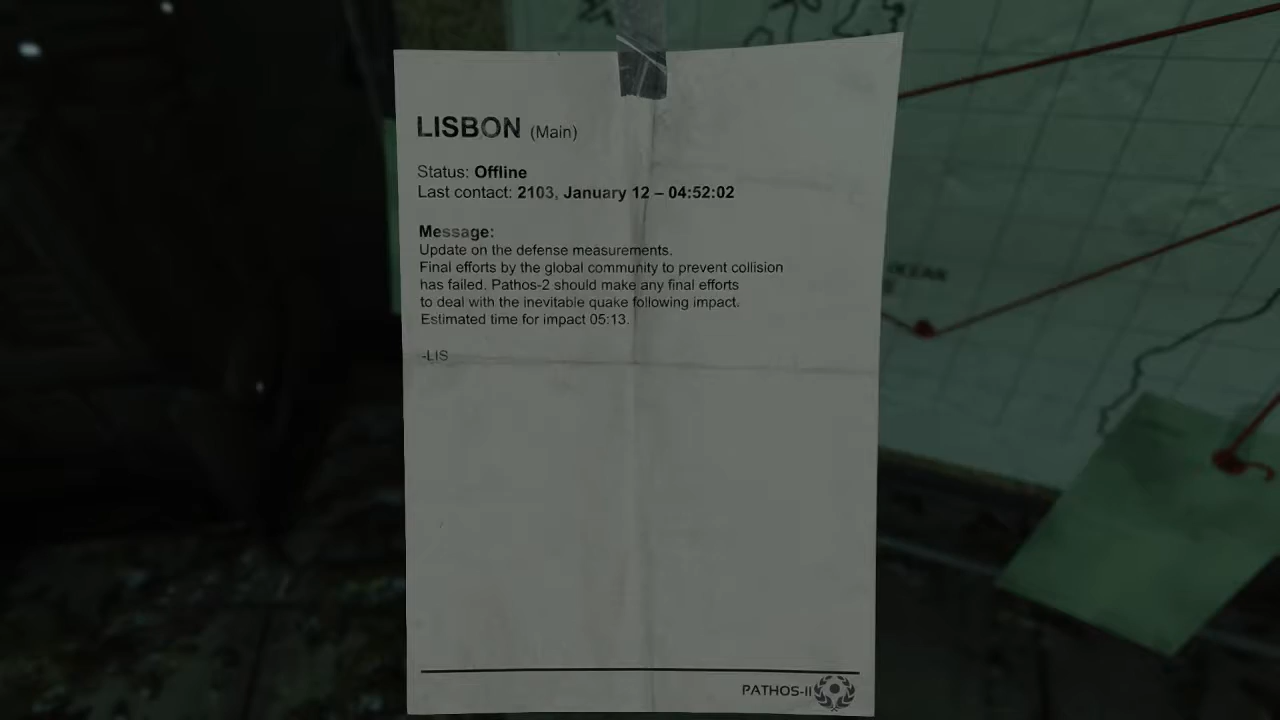 LISBON (Main)
Status: Offline
Last contact: 2103, January 12 – 04:52:02
Message:
Update on the defense measurements.
Final efforts by the global community to prevent collision
has failed. Pathos-2 should make any final efforts
to deal with the inevitable quake following impact.
Estimated time for impact 05:13.
-LIS
OCEAN
PATHOS-II